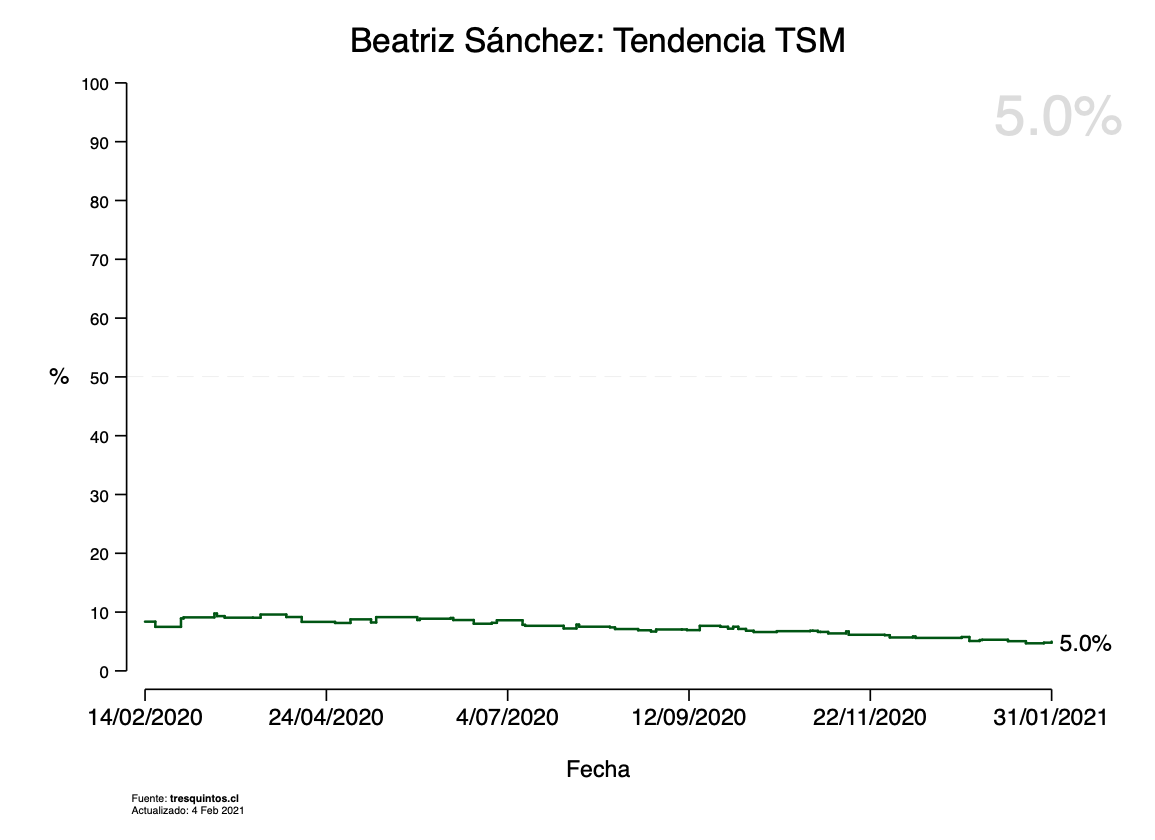 Beatriz Sánchez: Tendencia TSM
5.0%
100
90
80
70
60
% 50
40
30
20
10
0
5.0%
14/02/2020 24/04/2020 4/07/2020 12/09/2020 22/11/2020 31/01/2021
Fecha
Fuente: tresquintos.cl
Actualizado: 4 Feb 2021